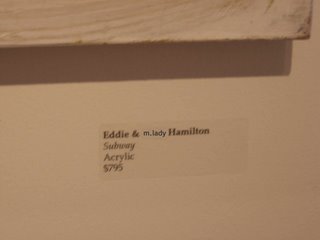 Eddie & m.lady Hamilton
Subway
Acrylic
$795